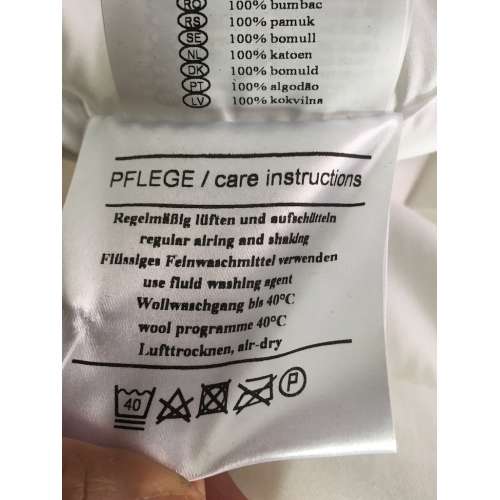 RO 100% bumbac
RS 100% pamuk
SE 100% bomull
NL 100% katoen
DK 100% bomuld
PT 100% algodão
LV 100% kokvilna
PFLEGE / care instructions
Regelmäßig lüften und aufschütteln
regular airing and shaking
Flüssiges Feinwaschmittel verwenden
use fluid washing agent
Wollwaschgang bis 40°C
wool programme 40°C
Lufttrocknen, air-dry
40 P